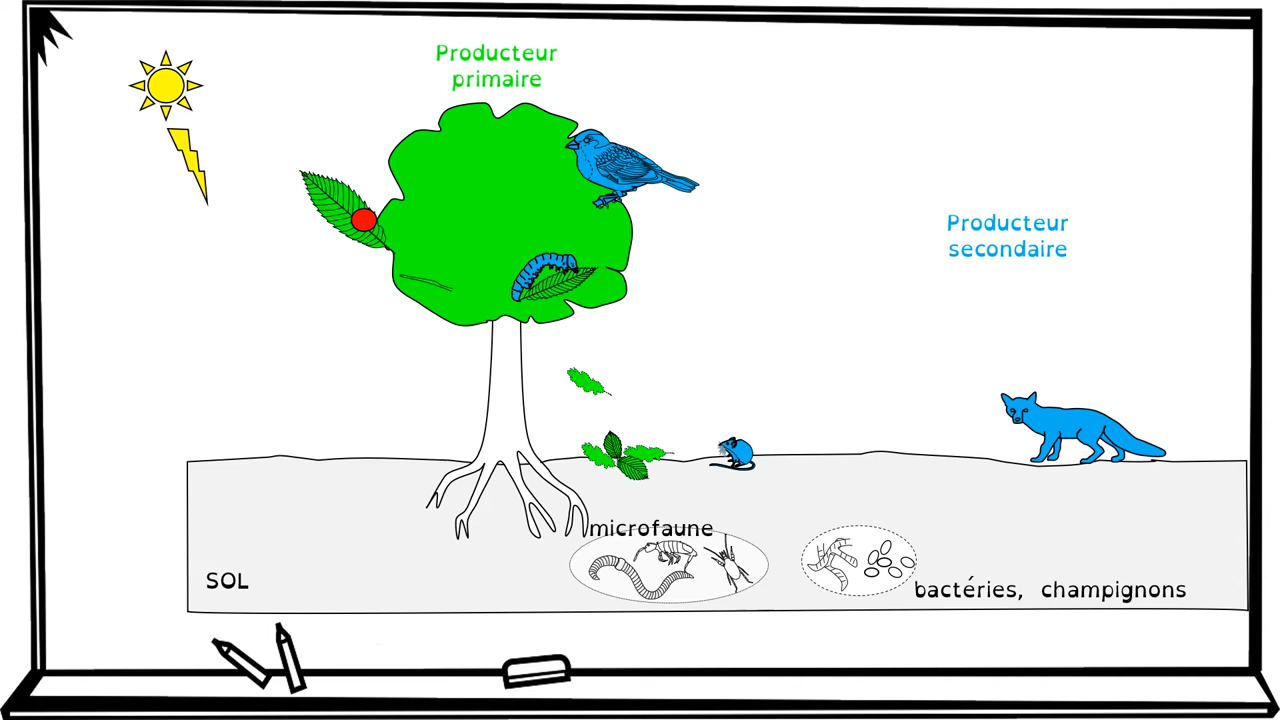 Producteur
primaire
Producteur
secondaire
microfaune
SOL
bactéries, champignons